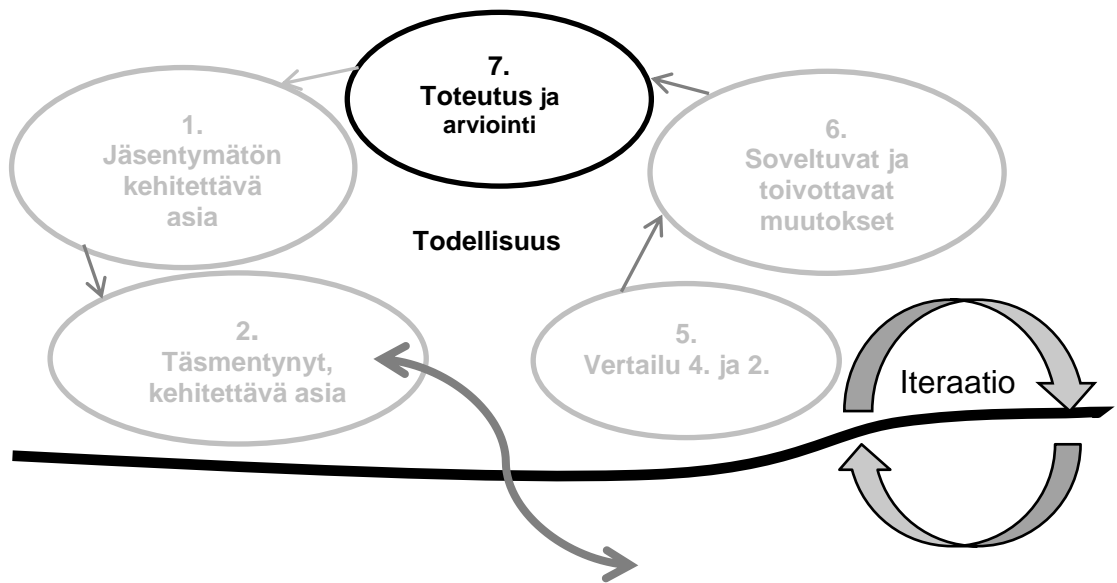 7.
Toteutus ja
arviointi
1.
Jäsentymätön
kehitettävä
asia
6.
Soveltuvat ja
toivottavat
muutokset
Todellisuus
2.
Täsmentynyt,
kehitettävä asia
5.
Vertailu 4. ja 2.
Iteraatio